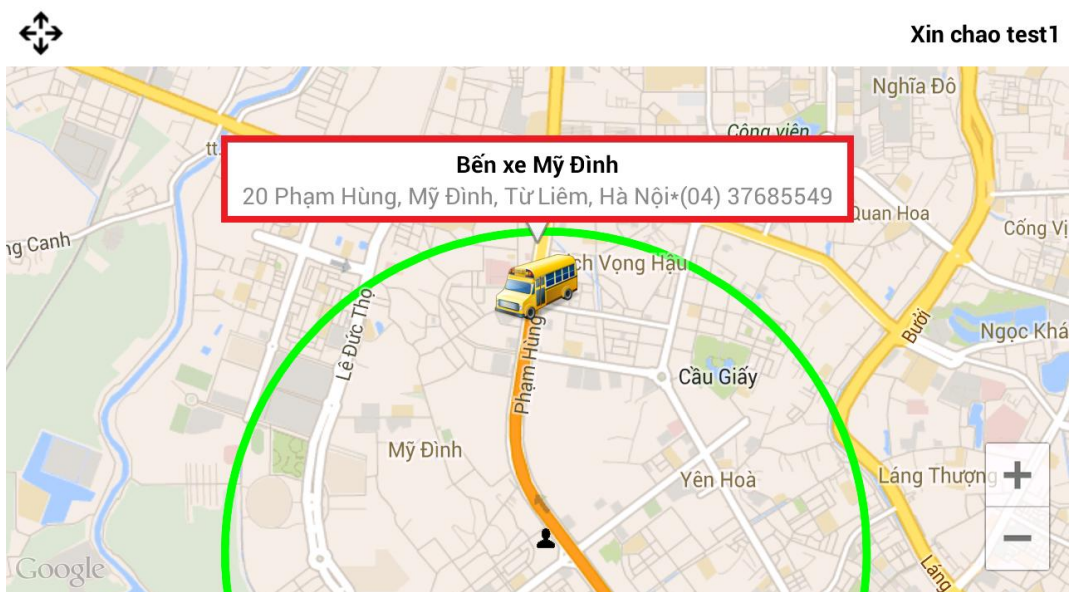 Xin chao test1
Nghĩa Đô
Công viên
tt.
Bến xe Mỹ Đình
20 Phạm Hùng, Mỹ Đình, Từ Liêm, Hà Nội*(04) 37685549
Quan Hoa
Cống Vị
ng Canh
ch Vọng Hậu
Lê Đức Thọ
Phạm Hùng
Bưởi
Ngọc Khá
Cầu Giấy
Mỹ Đình
Yên Hoà
Láng Thượng
+
−
Láng
Google